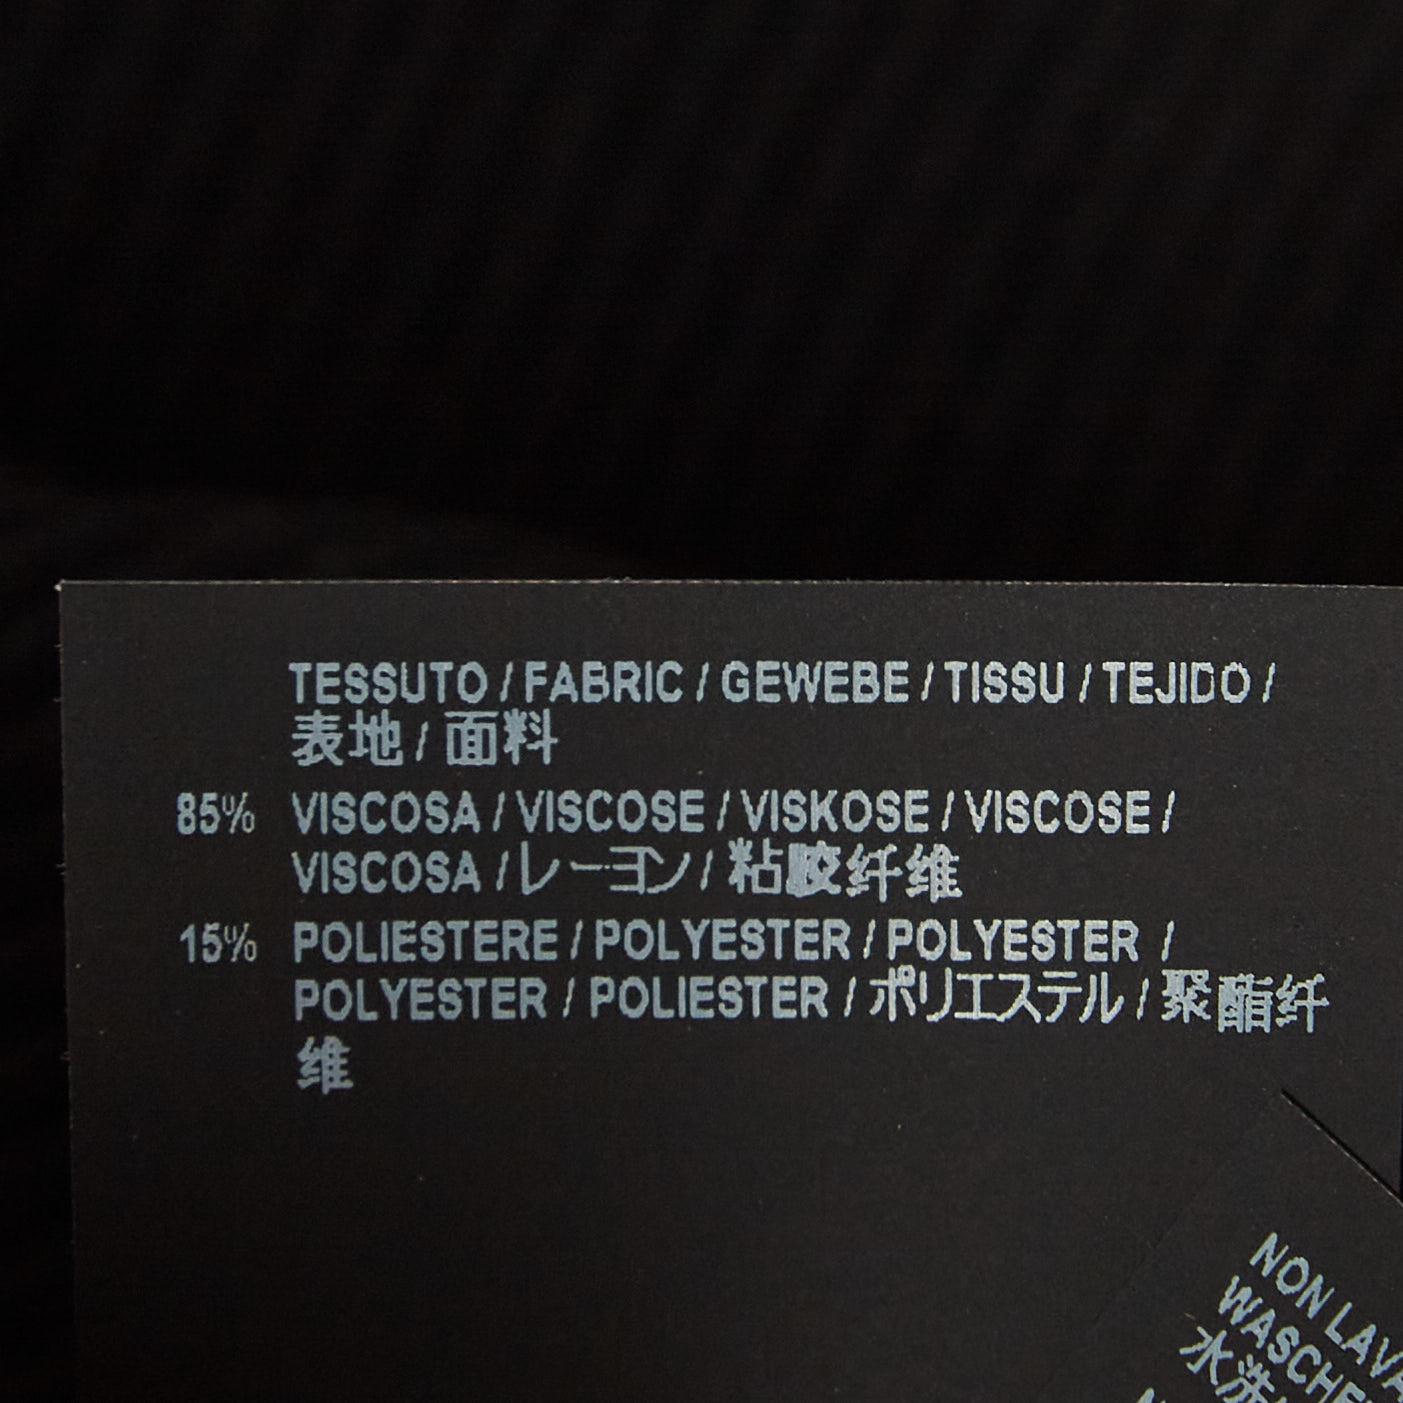 TESSUTO / FABRIC / GEWEBE / TISSU / TEJIDO /
表地 / 面料
85% VISCOSA / VISCOSE / VISKOSE / VISCOSE /
VISCOSA / レーヨン / 粘胶纤维
15% POLIESTERE / POLYESTER / POLYESTER /
POLYESTER / POLIESTER / ポリエステル / 聚酯纤
维
NON
水洗